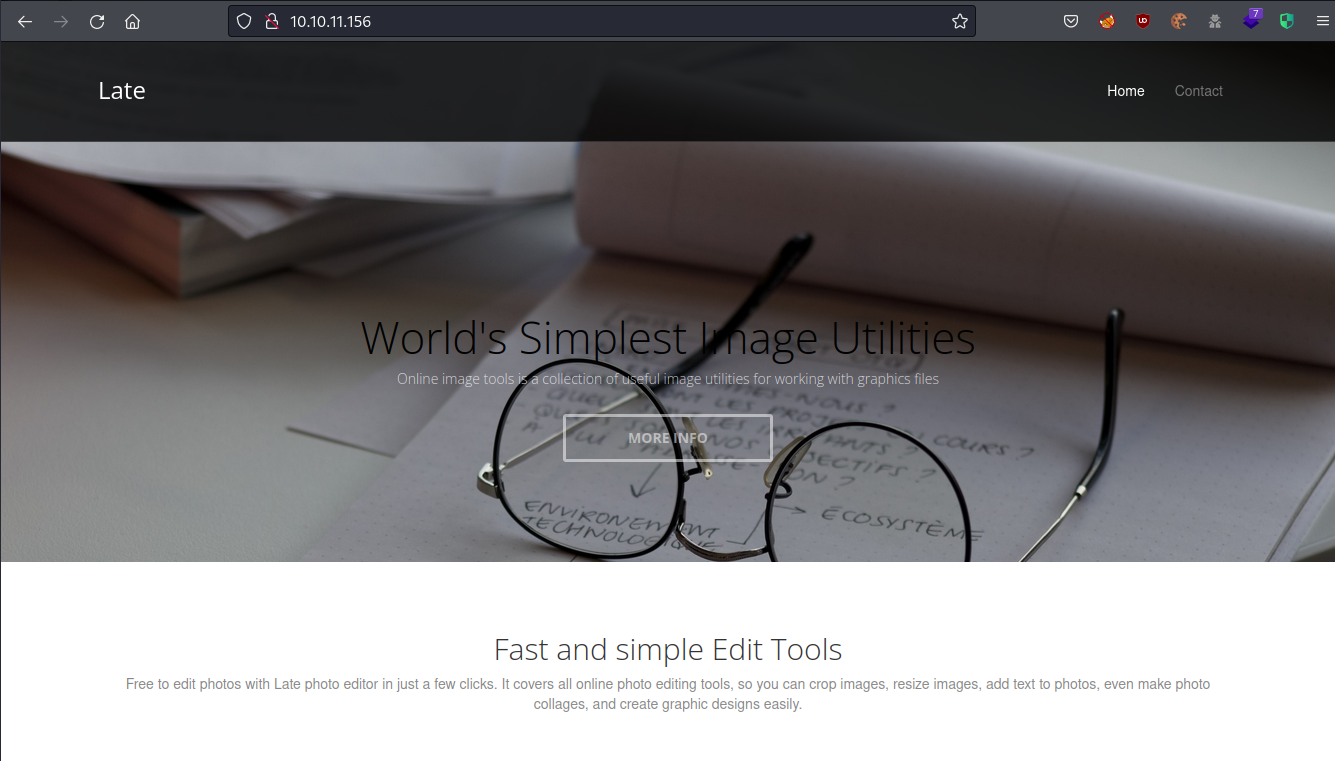 10.10.11.156
7
Late
Home Contact
World's Simplest Image Utilities
Online image tools is a collection of useful image utilities for working with graphics files
MORE INFO
COURS ?
ENVIRONEMENT
TECHNOLOGIQUE
ÉCOSYSTÈME
Fast and simple Edit Tools
Free to edit photos with Late photo editor in just a few clicks. It covers all online photo editing tools, so you can crop images, resize images, add text to photos, even make photo
collages, and create graphic designs easily.